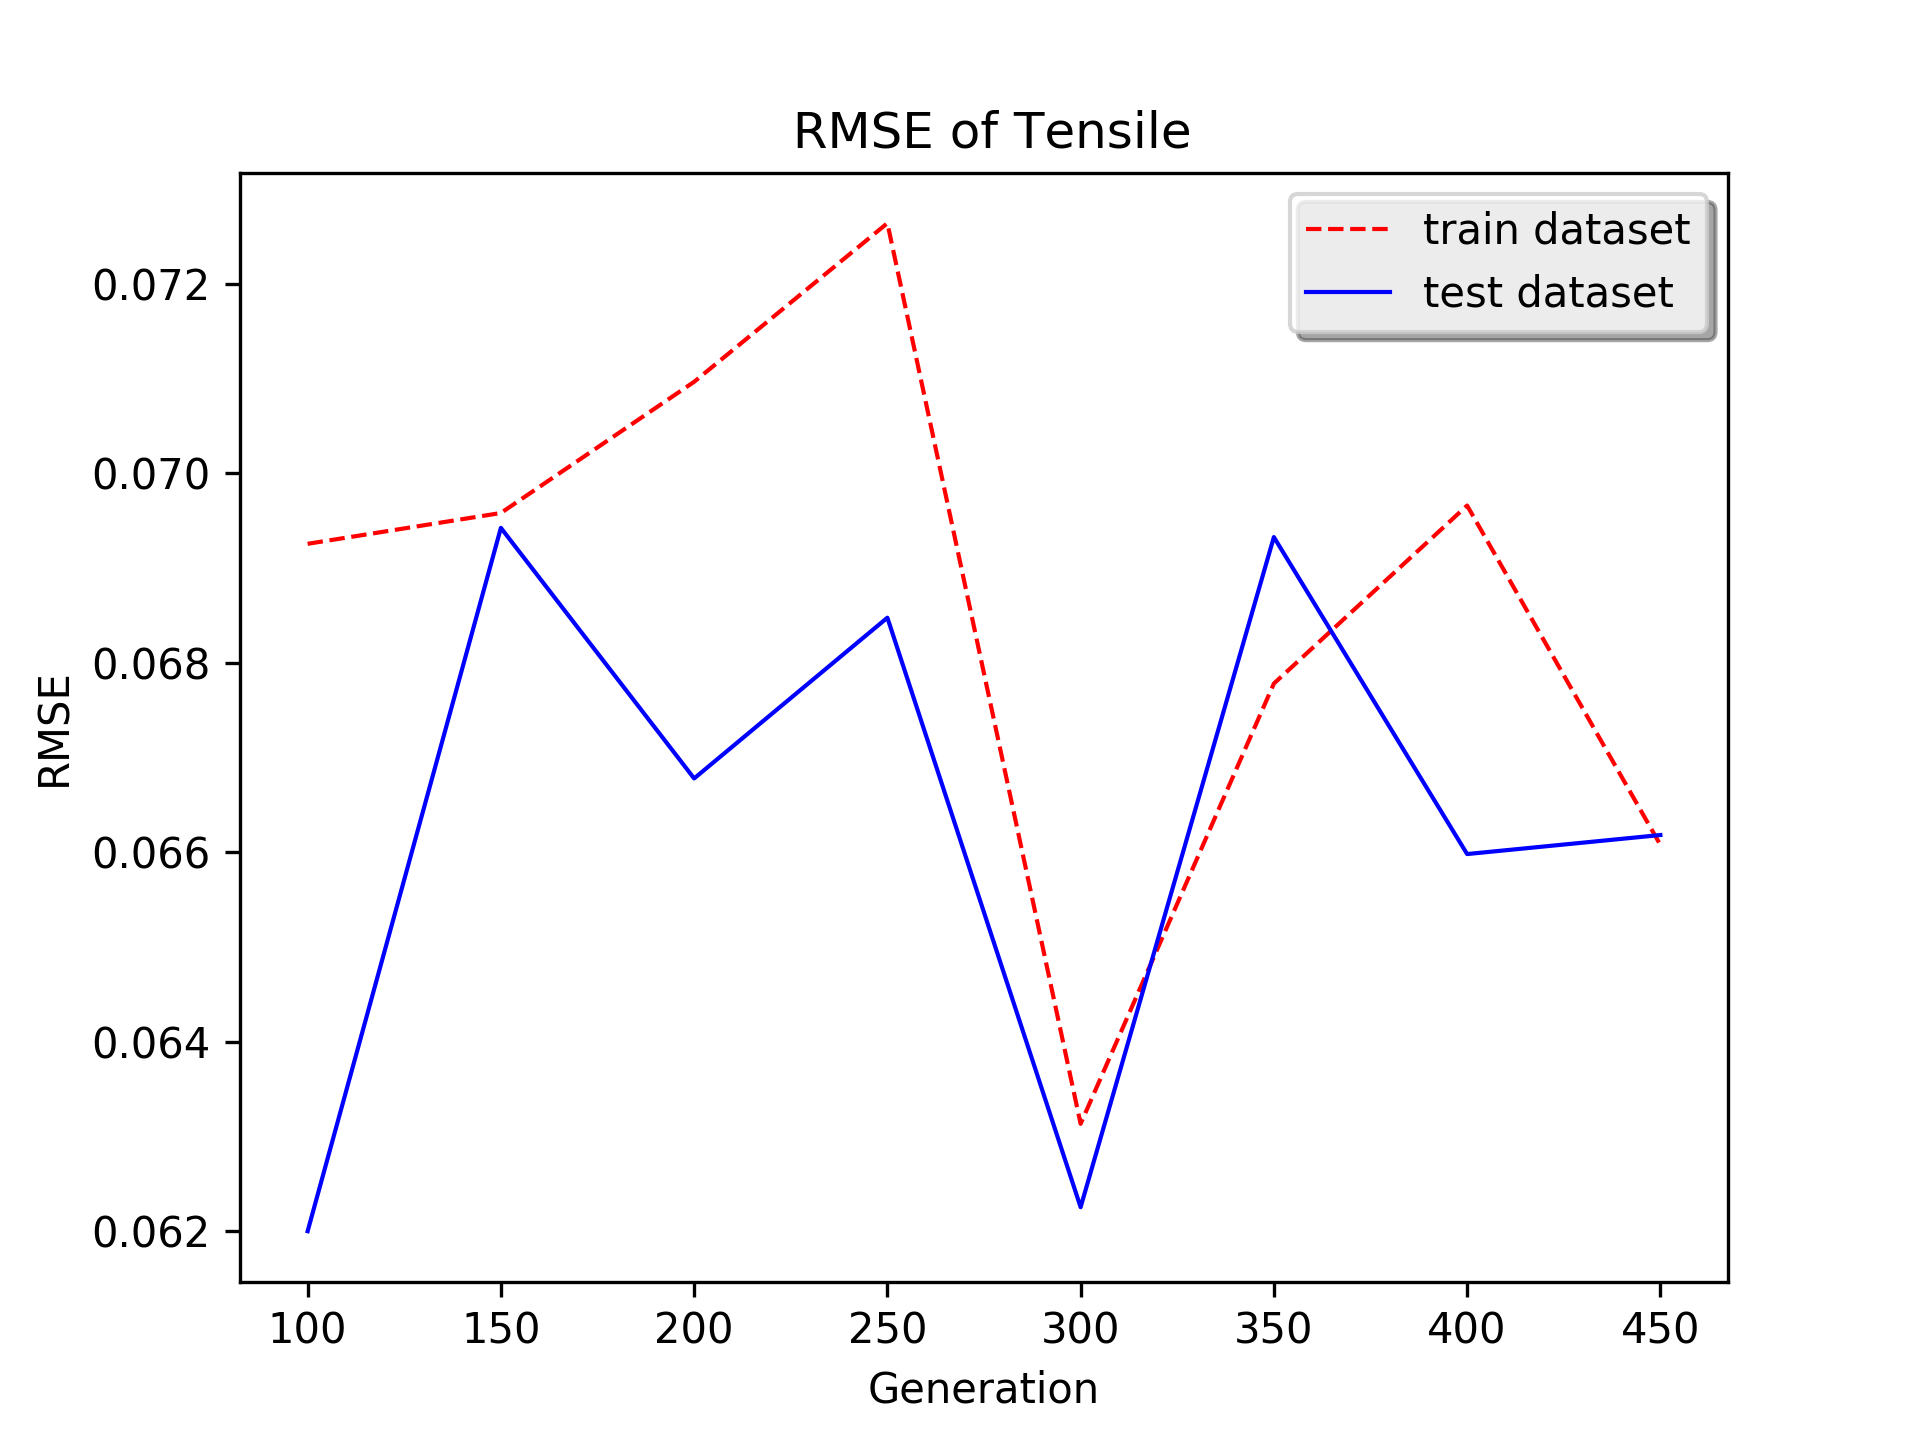 RMSE of Tensile
train dataset
test dataset
0.072
0.070
0.068
0.066
0.064
0.062
RMSE
100 150 200 250 300 350 400 450
Generation